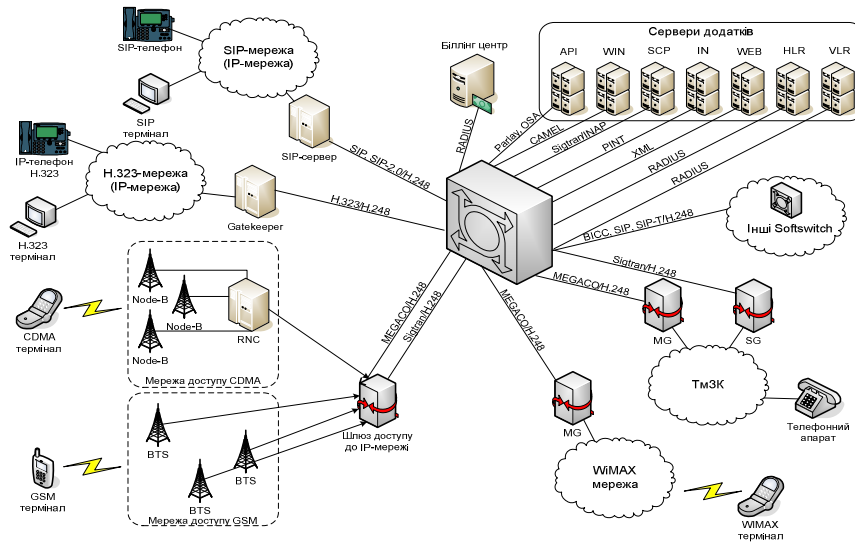 SIP-телефон
SIP-мережа
(IP-мережа)
SIP
термінал
SIP-сервер
IP-телефон
H.323
H.323-мережа
(IP-мережа)
H.323
термінал
Gatekeeper
Біллінг центр
Сервери додатків
API
WIN
SCP
IN
WEB
HLR
VLR
RADIUS
Parlay, OSA
CAMEL
Sigtran/INAP
PINT
XML
RADIUS
RADIUS
SIP, SIP-2.0/H.248
H.323/H.248
BICC, SIP, SIP-T/H.248
Інші Softswitch
Sigtran/H.248
MEGACO/H.248
MEGACO/H.248
MEGACO/H.248
Sigtran/H.248
CDMA
термінал
Node-B
Node-B
Node-B
RNC
Мережа доступу CDMA
GSM
термінал
BTS
BTS
BTS
Мережа доступу GSM
Шлюз доступу
до IP-мережі
MG
SG
ТмЗК
Телефонний
апарат
MG
WiMAX
мережа
WIMAX
термінал